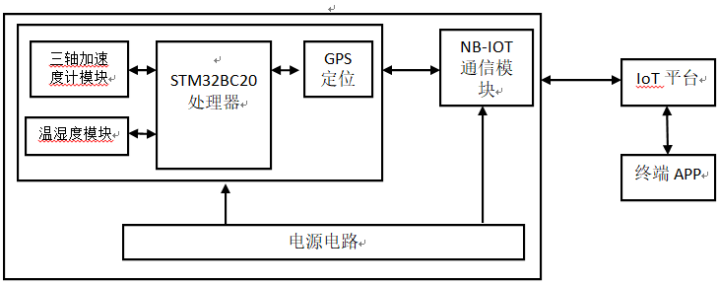 三轴加速
度计模块
温湿度模块
STM32BC20
处理器
GPS
定位
NB-IOT
通信模
块
IoT 平台
终端 APP
电源电路